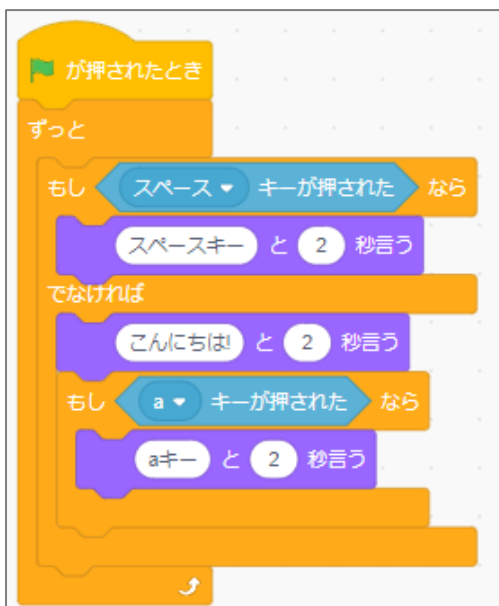 が押されたとき
ずっと
もし スペース キーが押された なら
スペースキー と 2 秒言う
でなければ
こんにちは! と 2 秒言う
もし a キーが押された なら
aキー と 2 秒言う